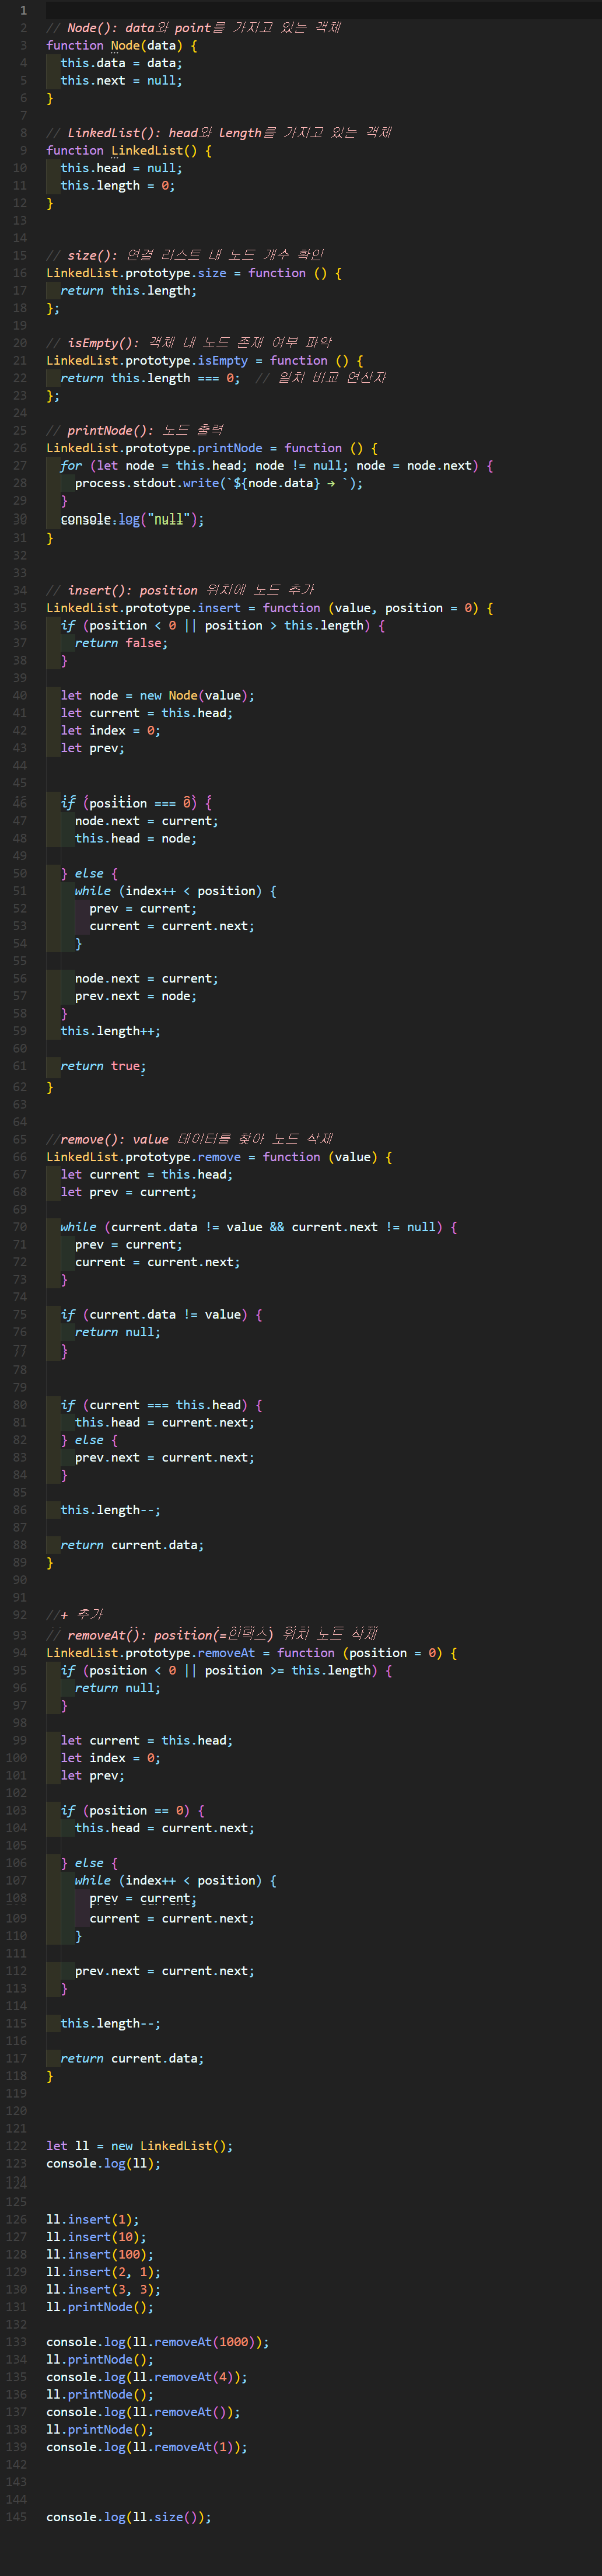 1
2 // Node(): data와 point를 가지고 있는 객체
3 function Node(data) {
4 this.data = data;
5 this.next = null;
6 }
7
8 // LinkedList(): head와 length를 가지고 있는 객체
9 function LinkedList() {
10 this.head = null;
11 this.length = 0;
12 }
13
14
15 // size(): 연결 리스트 내 노드 개수 확인
16 LinkedList.prototype.size = function () {
17 return this.length;
18 };
19
20 // isEmpty(): 객체 내 노드 존재 여부 파악
21 LinkedList.prototype.isEmpty = function () {
22 return this.length === 0; // 일치 비교 연산자
23 };
24
25 // printNode(): 노드 출력
26 LinkedList.prototype.printNode = function () {
27 for (let node = this.head; node != null; node = node.next) {
28 process.stdout.write(`${node.data} → `);
29 }
30 console.log("null");
31 }
32
33
34 // insert(): position 위치에 노드 추가
35 LinkedList.prototype.insert = function (value, position = 0) {
36 if (position < 0 || position > this.length) {
37 return false;
38 }
39
40 let node = new Node(value);
41 let current = this.head;
42 let index = 0;
43 let prev;
44
45
46 if (position === 0) {
47 node.next = current;
48 this.head = node;
49
50 } else {
51 while (index++ < position) {
52 prev = current;
53 current = current.next;
54 }
55
56 node.next = current;
57 prev.next = node;
58 }
59 this.length++;
60
61 return true;
62 }
63
64
65 //remove(): value 데이터를 찾아 노드 삭제
66 LinkedList.prototype.remove = function (value) {
67 let current = this.head;
68 let prev = current;
69
70 while (current.data != value && current.next != null) {
71 prev = current;
72 current = current.next;
73 }
74
75 if (current.data != value) {
76 return null;
77 }
78
79
80 if (current === this.head) {
81 this.head = current.next;
82 } else {
83 prev.next = current.next;
84 }
85
86 this.length--;
87
88 return current.data;
89 }
90
91
92 //+ 추가
93 // removeAt(): position(=인덱스) 위치 노드 삭제
94 LinkedList.prototype.removeAt = function (position = 0) {
95 if (position < 0 || position >= this.length) {
96 return null;
97 }
98
99 let current = this.head;
100 let index = 0;
101 let prev;
102
103 if (position == 0) {
104 this.head = current.next;
105
106 } else {
107 while (index++ < position) {
108 prev = current;
109 current = current.next;
110 }
111
112 prev.next = current.next;
113 }
114
115 this.length--;
116
117 return current.data;
118 }
119
120
121
122 let ll = new LinkedList();
123 console.log(ll);
124
125
126 ll.insert(1);
127 ll.insert(10);
128 ll.insert(100);
129 ll.insert(2, 1);
130 ll.insert(3, 3);
131 ll.printNode();
132
133 console.log(ll.removeAt(1000));
134 ll.printNode();
135 console.log(ll.removeAt(4));
136 ll.printNode();
137 console.log(ll.removeAt());
138 ll.printNode();
139 console.log(ll.removeAt(1));
142
143
144
145 console.log(ll.size());